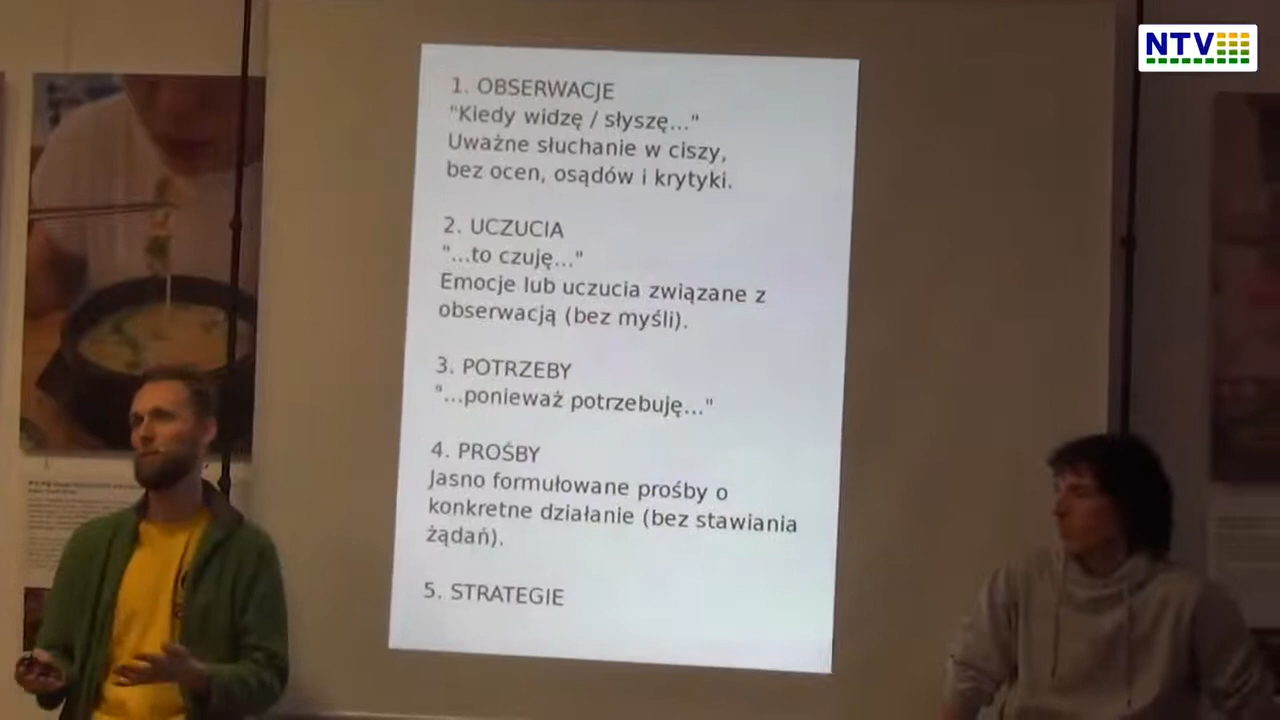 NTV
1. OBSERWACJE
"Kiedy widzę / słyszę..."
Uważne słuchanie w ciszy,
bez ocen, osądów i krytyki.
2. UCZUCIA
"...to czuję..."
Emocje lub uczucia związane z
obserwacją (bez myśli).
3. POTRZEBY
"...ponieważ potrzebuję..."
4. PROŚBY
Jasno formułowane prośby o
konkretne działanie (bez stawiania
żądań).
5. STRATEGIE